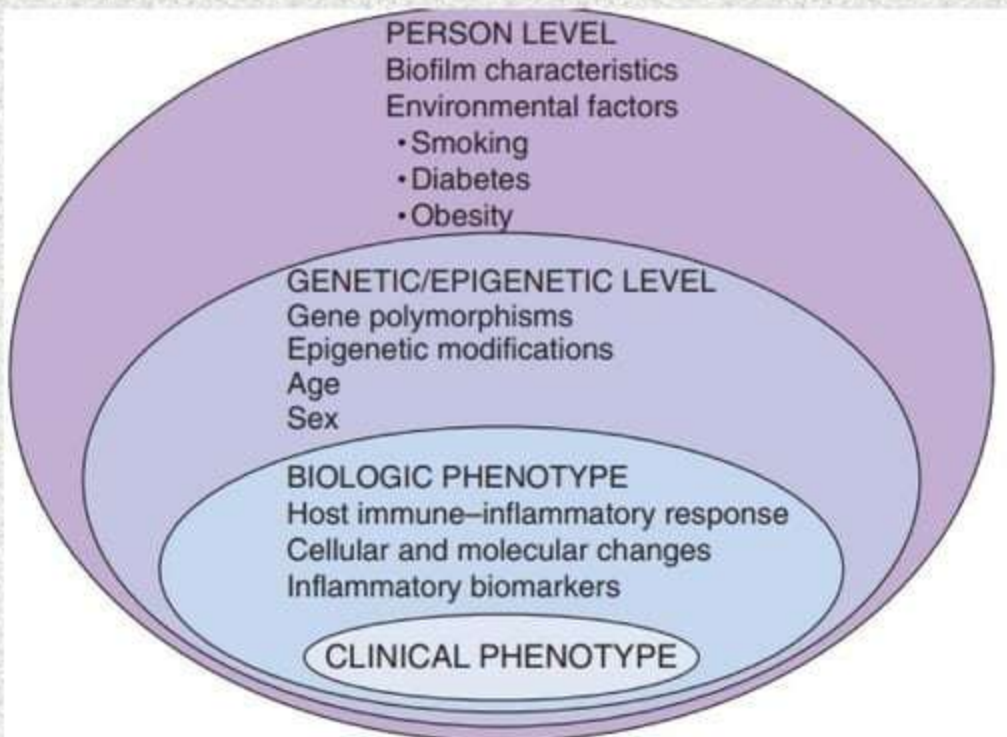 PERSON LEVEL
Biofilm characteristics
Environmental factors
• Smoking
• Diabetes
• Obesity
GENETIC/EPIGENETIC LEVEL
Gene polymorphisms
Epigenetic modifications
Age
Sex
BIOLOGIC PHENOTYPE
Host immune–inflammatory response
Cellular and molecular changes
Inflammatory biomarkers
CLINICAL PHENOTYPE